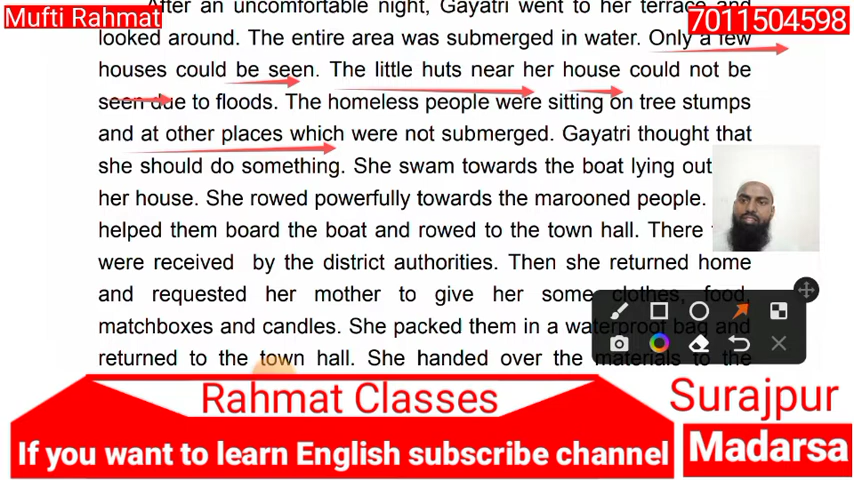 Mufti Rahmat
7011504598
After an uncomfortable night, Gayatri went to her terrace and
looked around. The entire area was submerged in water. Only a few
houses could be seen. The little huts near her house could not be
seen due to floods. The homeless people were sitting on tree stumps
and at other places which were not submerged. Gayatri thought that
she should do something. She swam towards the boat lying out
her house. She rowed powerfully towards the marooned people.
helped them board the boat and rowed to the town hall. There
were received by the district authorities. Then she returned home
and requested her mother to give her some clothes, food,
matchboxes and candles. She packed them in a waterproof bag and
returned to the town hall. She handed over the materials to the
Rahmat Classes
Surajpur
If you want to learn English subscribe channel
Madarsa